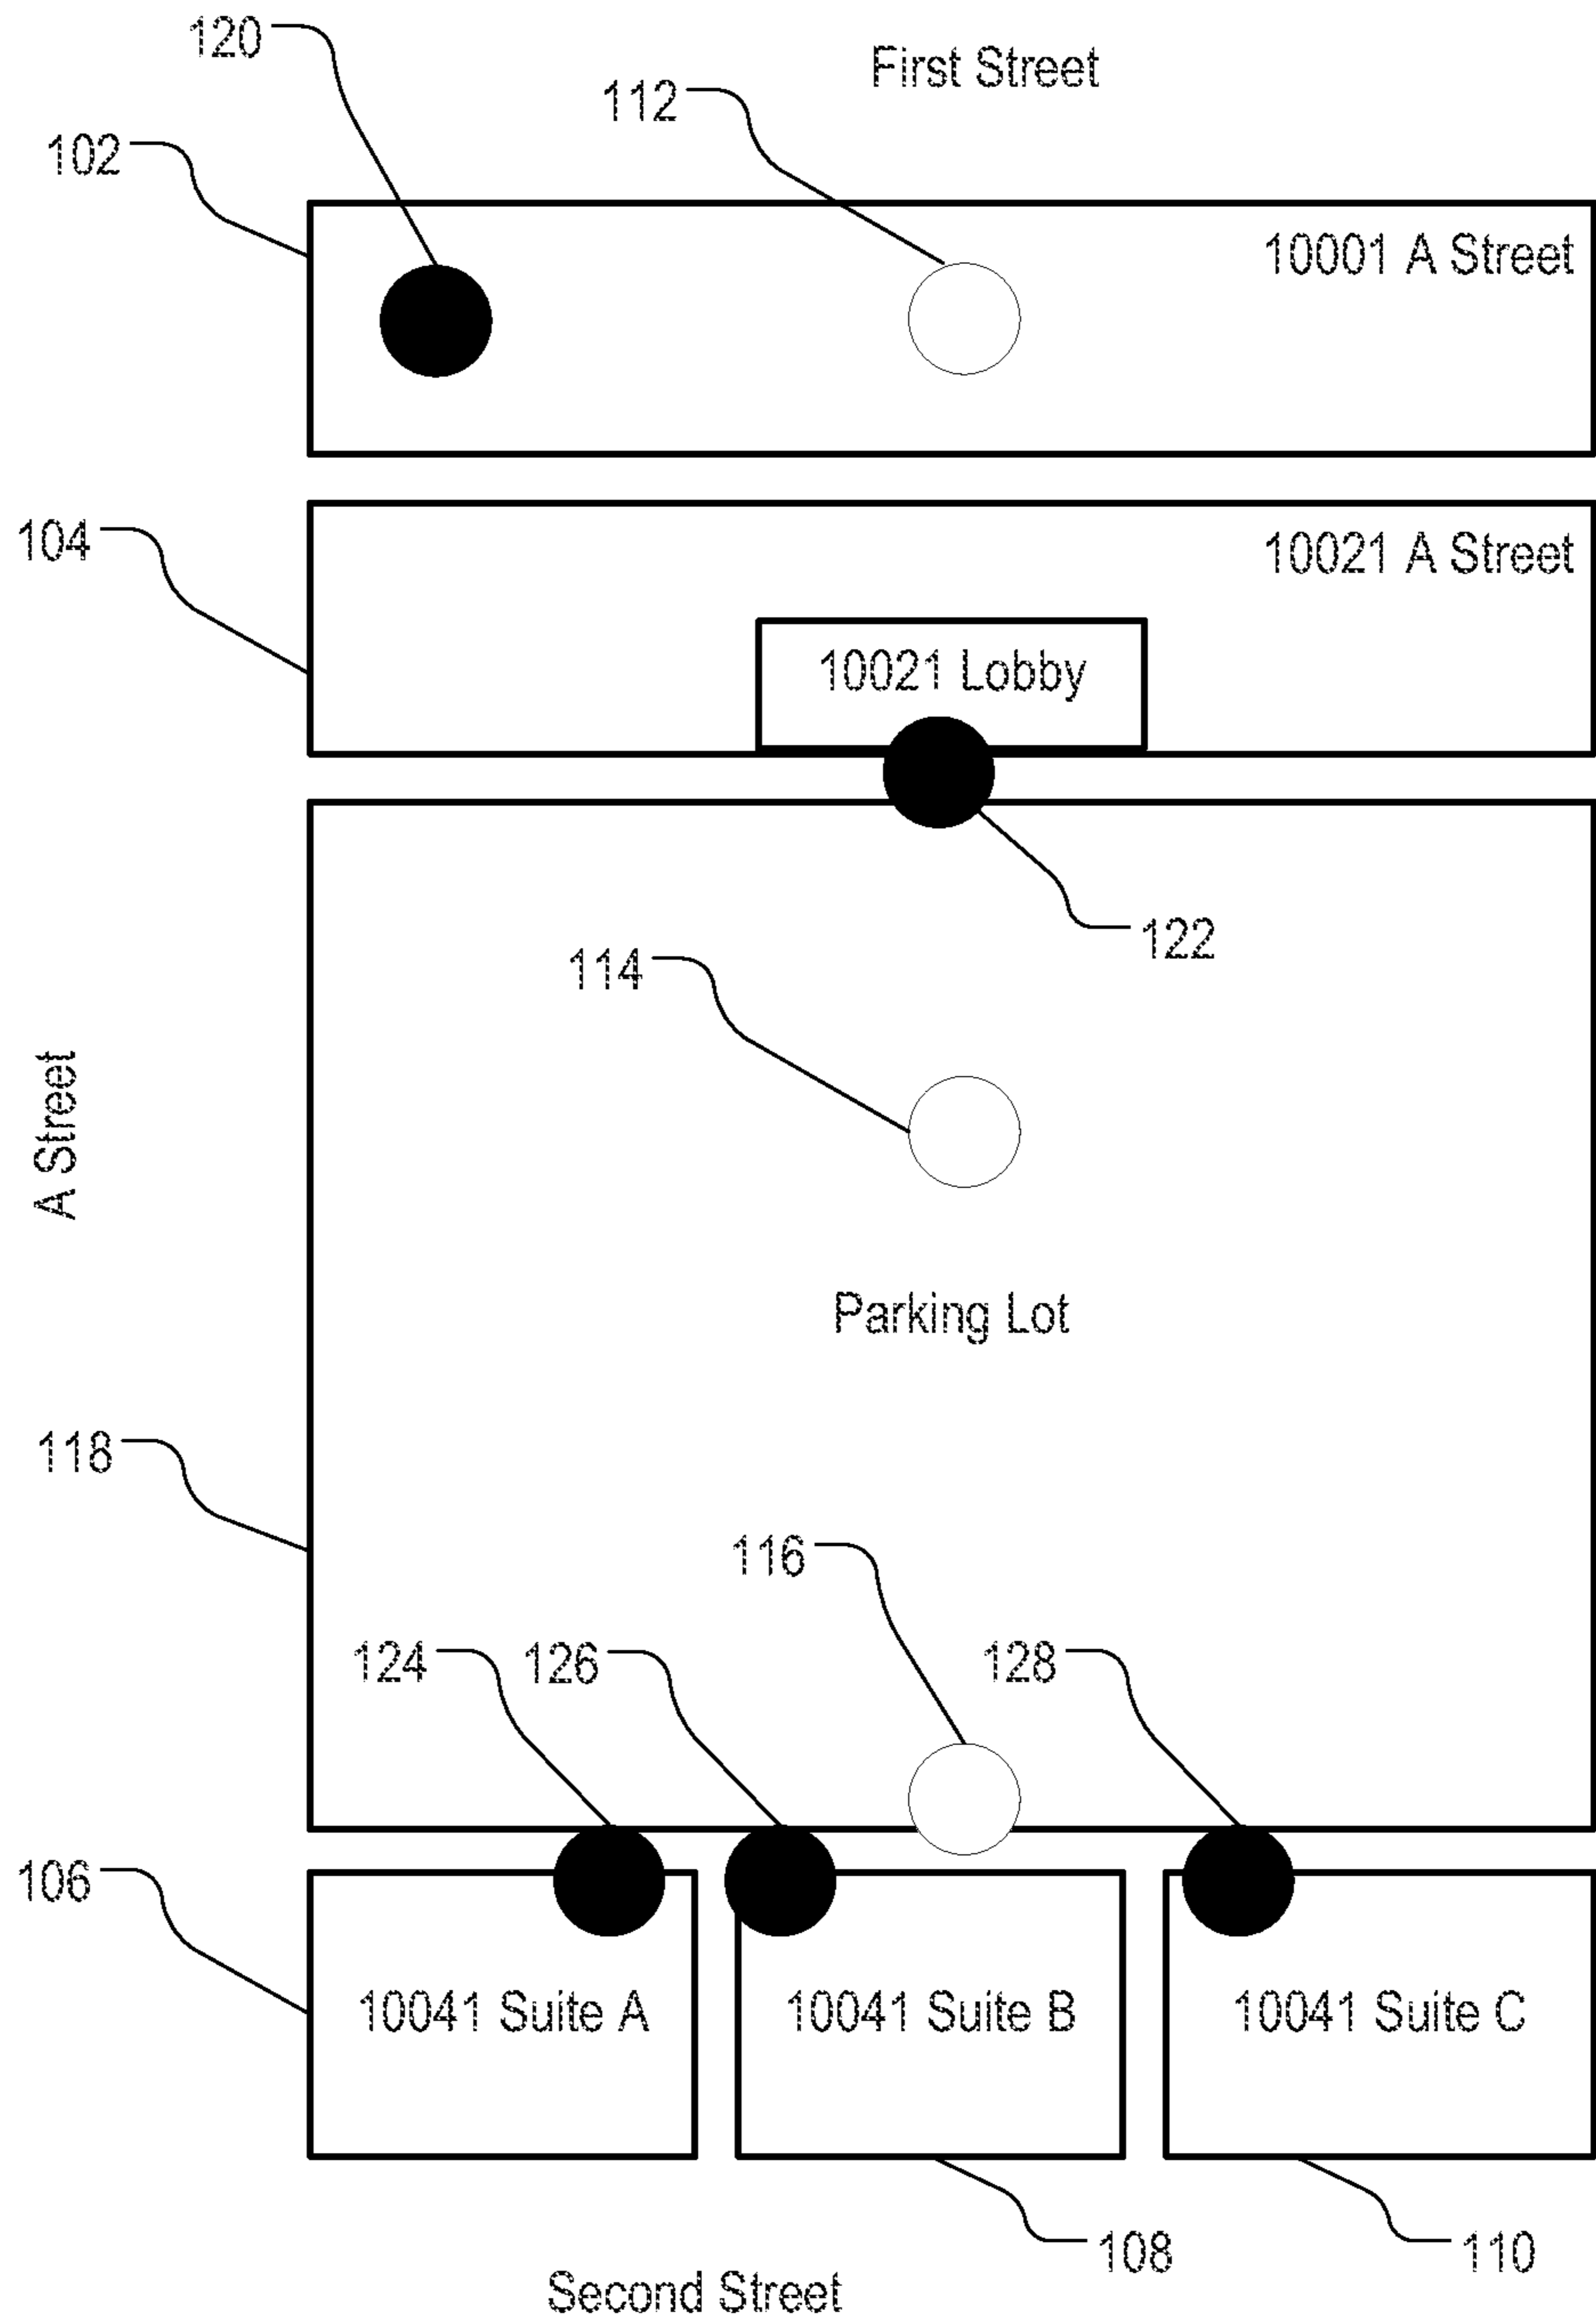 120
First Street
112
102
10001 A Street
104
10021 A Street
10021 Lobby
122
114
A Street
Parking Lot
118
116
124
126
128
106
10041 Suite A
10041 Suite B
10041 Suite C
108
110
Second Street